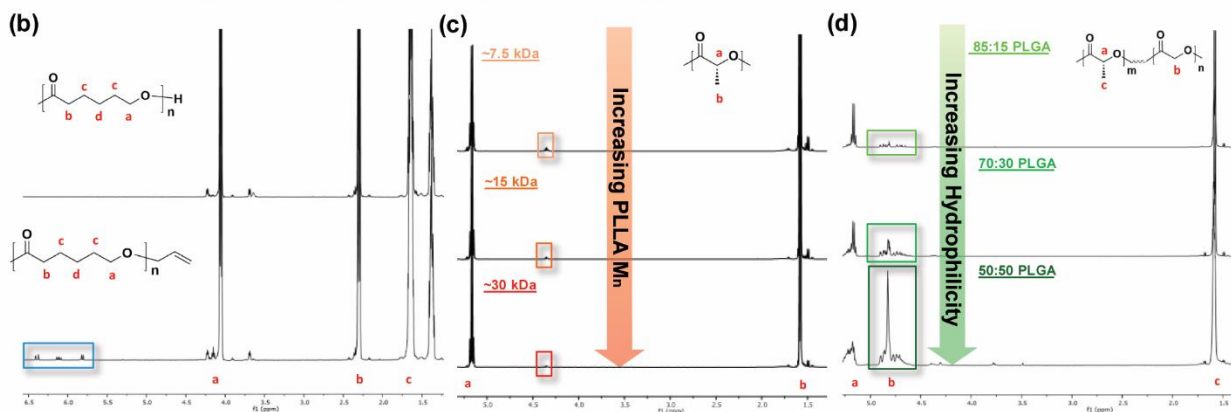 (b)
O
c
c
O
H
n
b
d
a
O
c
c
O
n
b
d
a
a
b
c
6.5
6.0
5.5
5.0
4.5
4.0
3.5
3.0
2.5
2.0
1.5
f1 (ppm)
(c)
~7.5 kDa
~15 kDa
~30 kDa
Increasing PLLA Mn
O
a
O
n
b
a
b
5.0
4.5
4.0
3.5
3.0
2.5
2.0
1.5
f1 (ppm)
(d)
85:15 PLGA
70:30 PLGA
50:50 PLGA
Increasing Hydrophilicity
O
a
O
m
c
O
O
n
b
a
b
c
5.0
4.5
4.0
3.5
3.0
2.5
2.0
1.5
f1 (ppm)